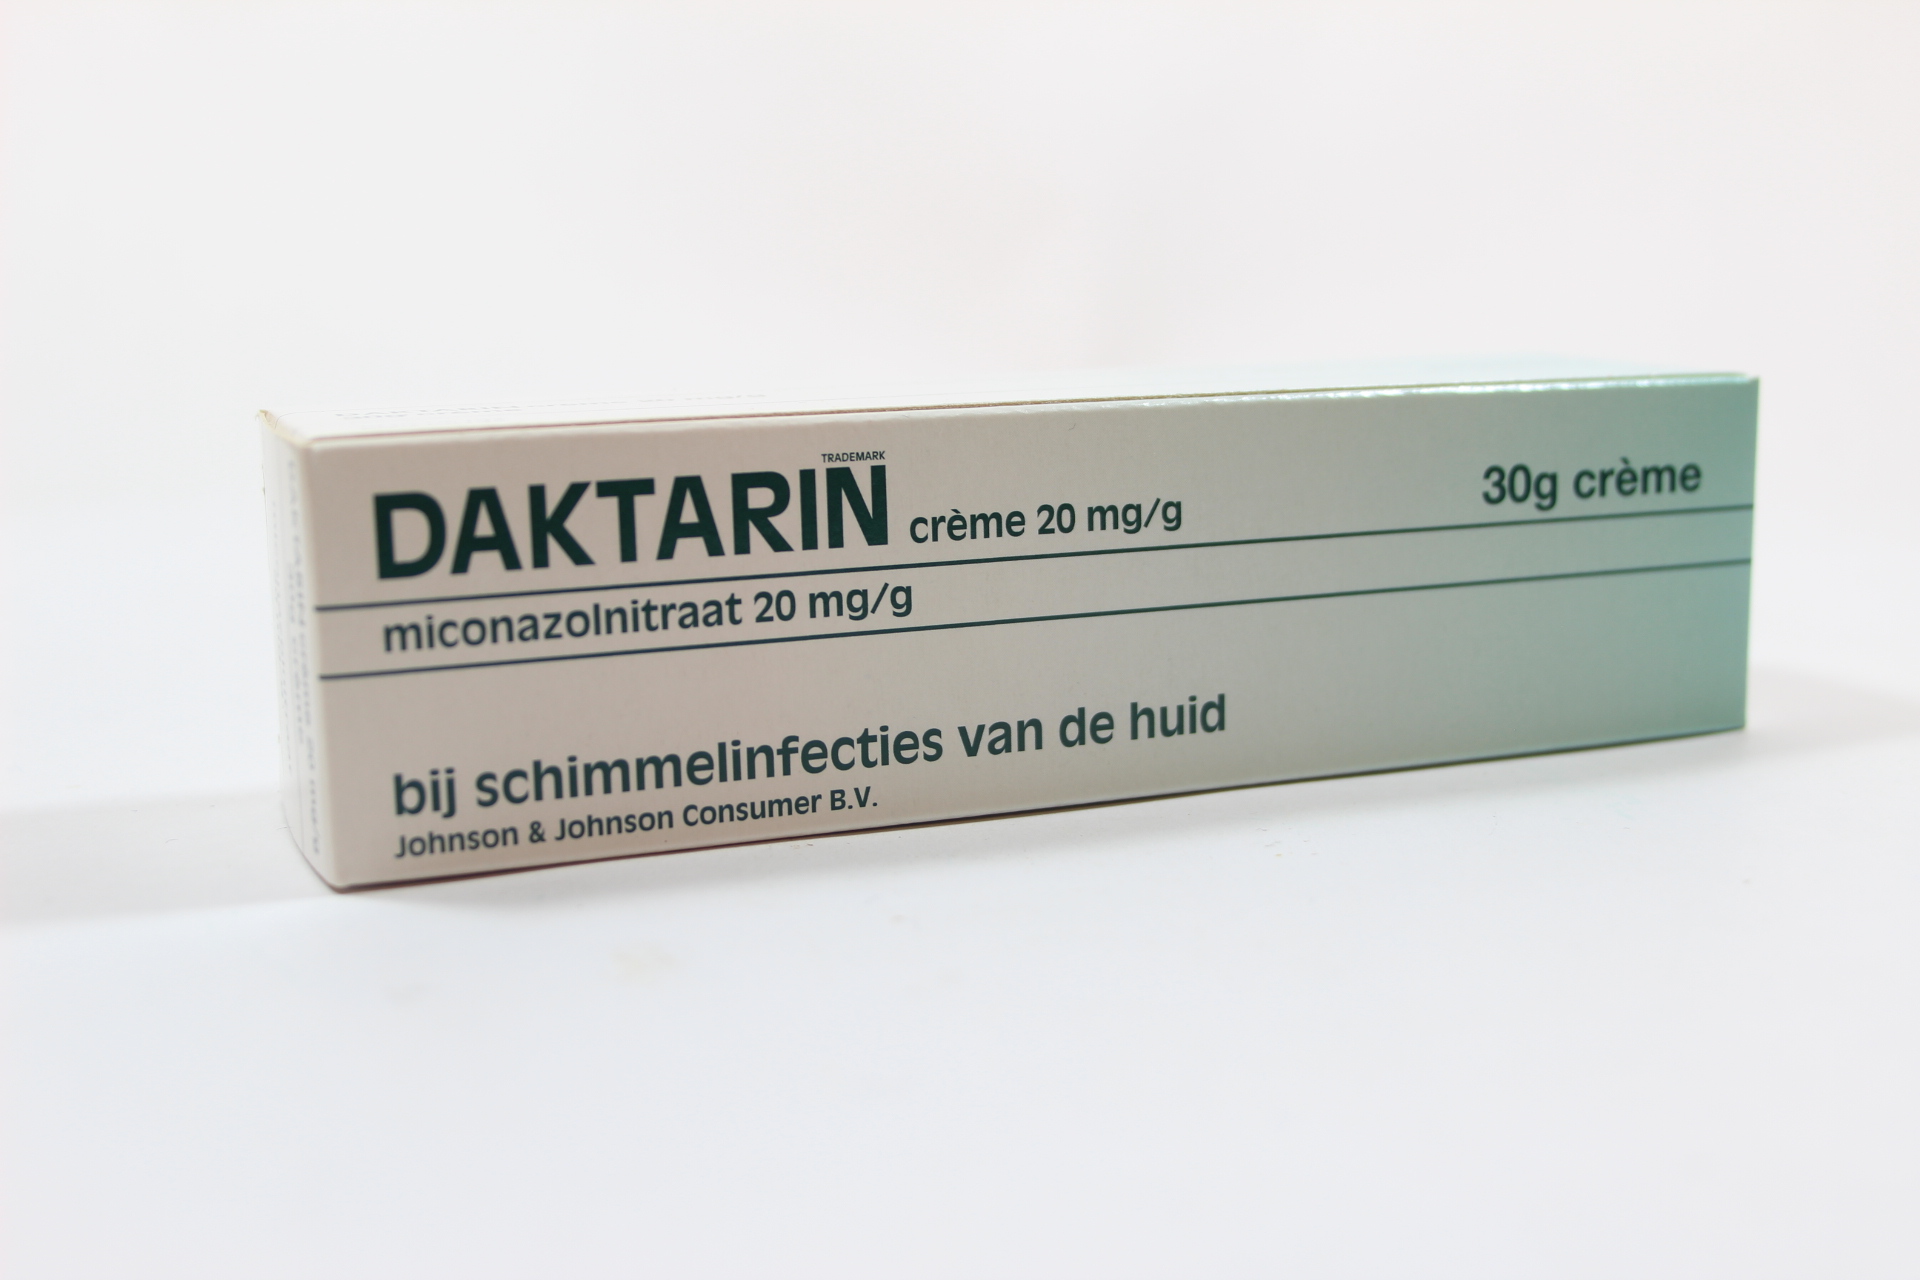 TRADEMARK
DAKTARIN crème 20 mg/g
30g crème
miconazolnitraat 20 mg/g
bij schimmelinfecties van de huid
Johnson & Johnson Consumer B.V.